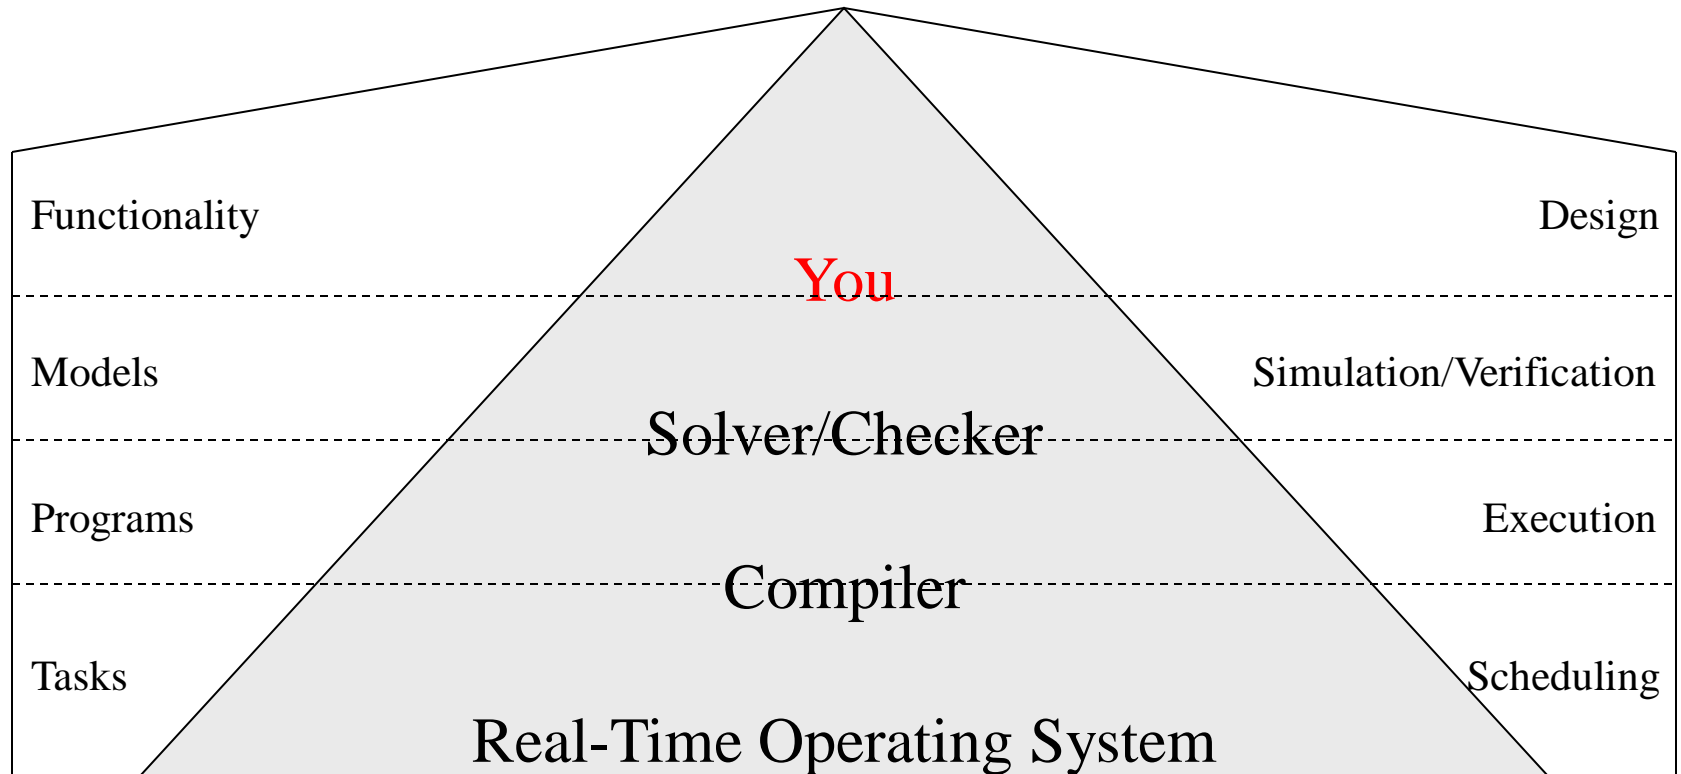 Functionality
Design
You
Models
Simulation/Verification
Solver/Checker
Programs
Execution
Compiler
Tasks
Scheduling
Real-Time Operating System